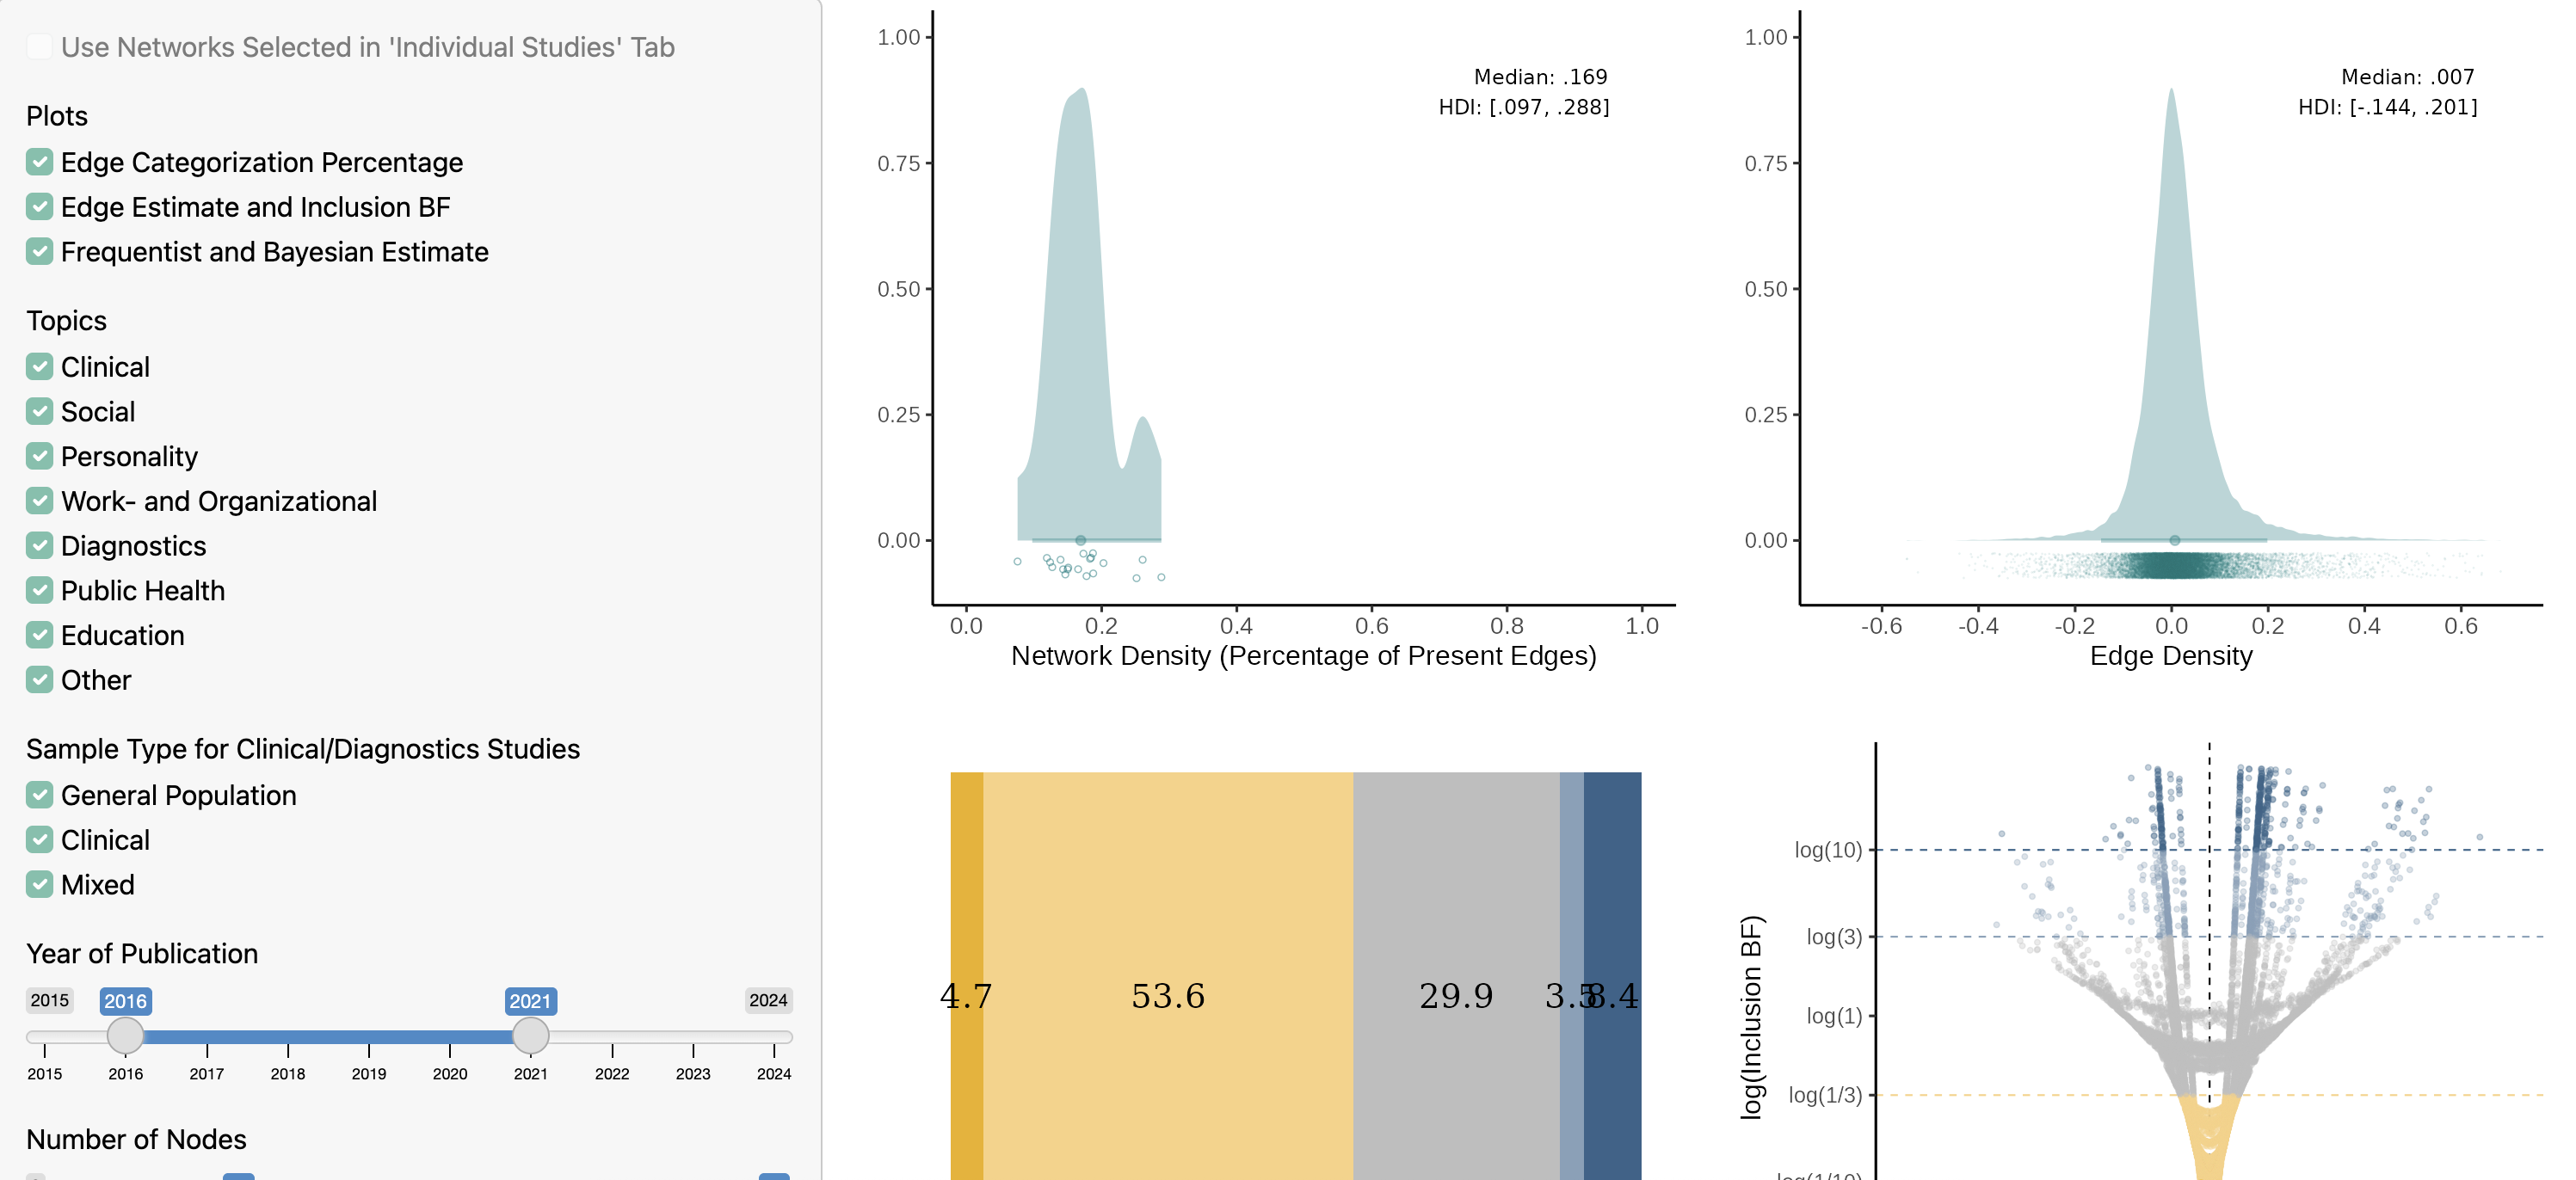 Use Networks Selected in 'Individual Studies' Tab
Plots
Edge Categorization Percentage
Edge Estimate and Inclusion BF
Frequentist and Bayesian Estimate
Topics
Clinical
Social
Personality
Work- and Organizational
Diagnostics
Public Health
Education
Other
Sample Type for Clinical/Diagnostics Studies
General Population
Clinical
Mixed
Year of Publication
2015 2016 2021 2024
2015 2016 2017 2018 2019 2020 2021 2022 2023 2024
Number of Nodes
1.00
0.75
0.50
0.25
0.00
Median: .169
HDI: [.097, .288]
0.0 0.2 0.4 0.6 0.8 1.0
Network Density (Percentage of Present Edges)
1.00
0.75
0.50
0.25
0.00
Median: .007
HDI: [-.144, .201]
-0.6 -0.4 -0.2 0.0 0.2 0.4 0.6
Edge Density
4.7 53.6 29.9 3.5 8.4
log(Inclusion BF)
log(10)
log(3)
log(1)
log(1/3)
log(1/10)